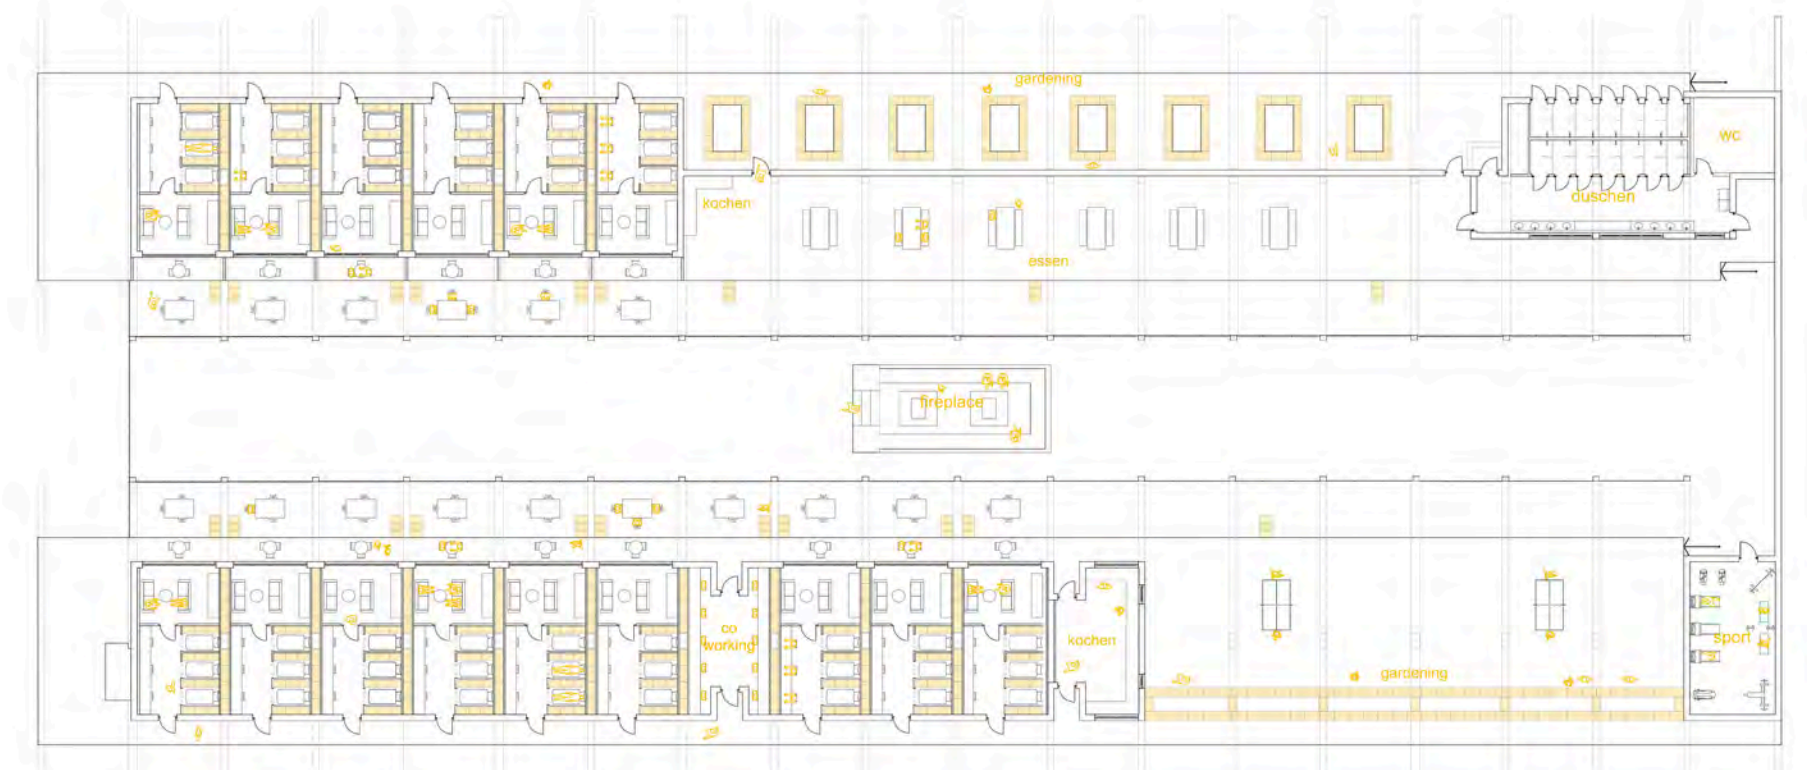 gardening
wc
duschen
kochen
essen
fireplace
co
working
kochen
sport
gardening